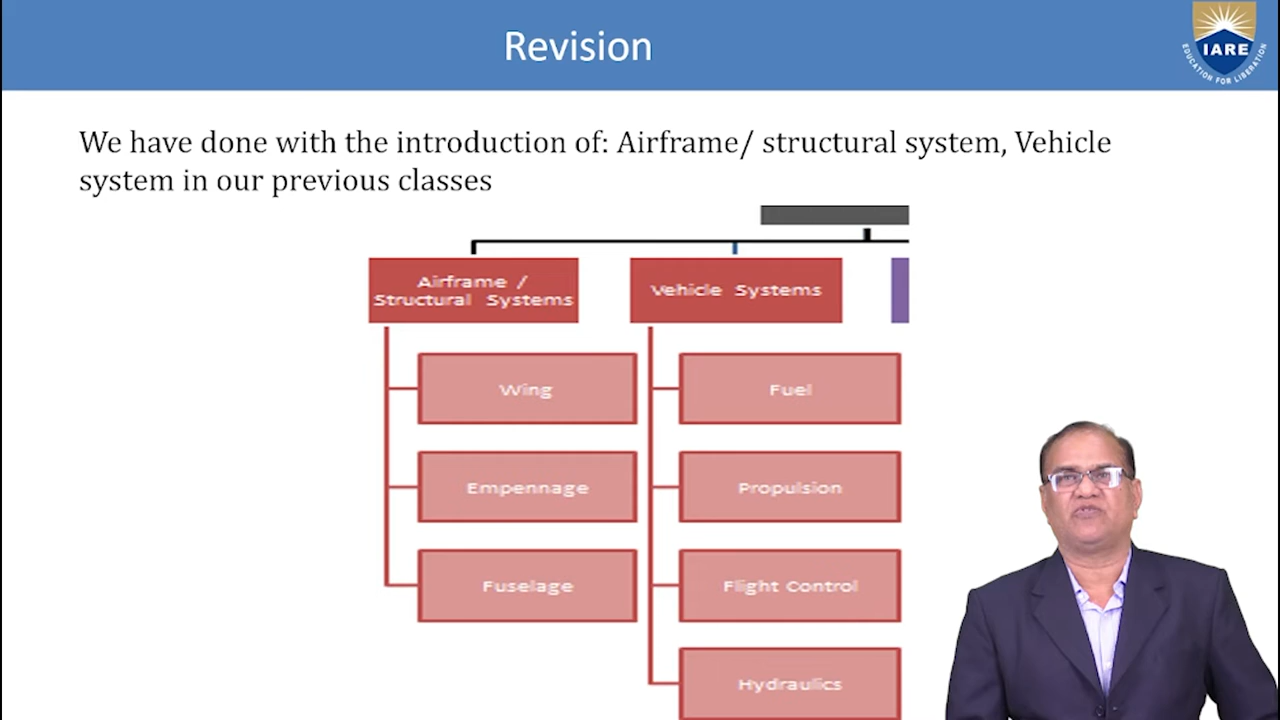 Revision
IARE
EDUCATION FOR LIBERATION
We have done with the introduction of: Airframe/ structural system, Vehicle
system in our previous classes
Airframe /
Structural Systems
Vehicle Systems
Wing
Fuel
Empennage
Propulsion
Fuselage
Flight Control
Hydraulics